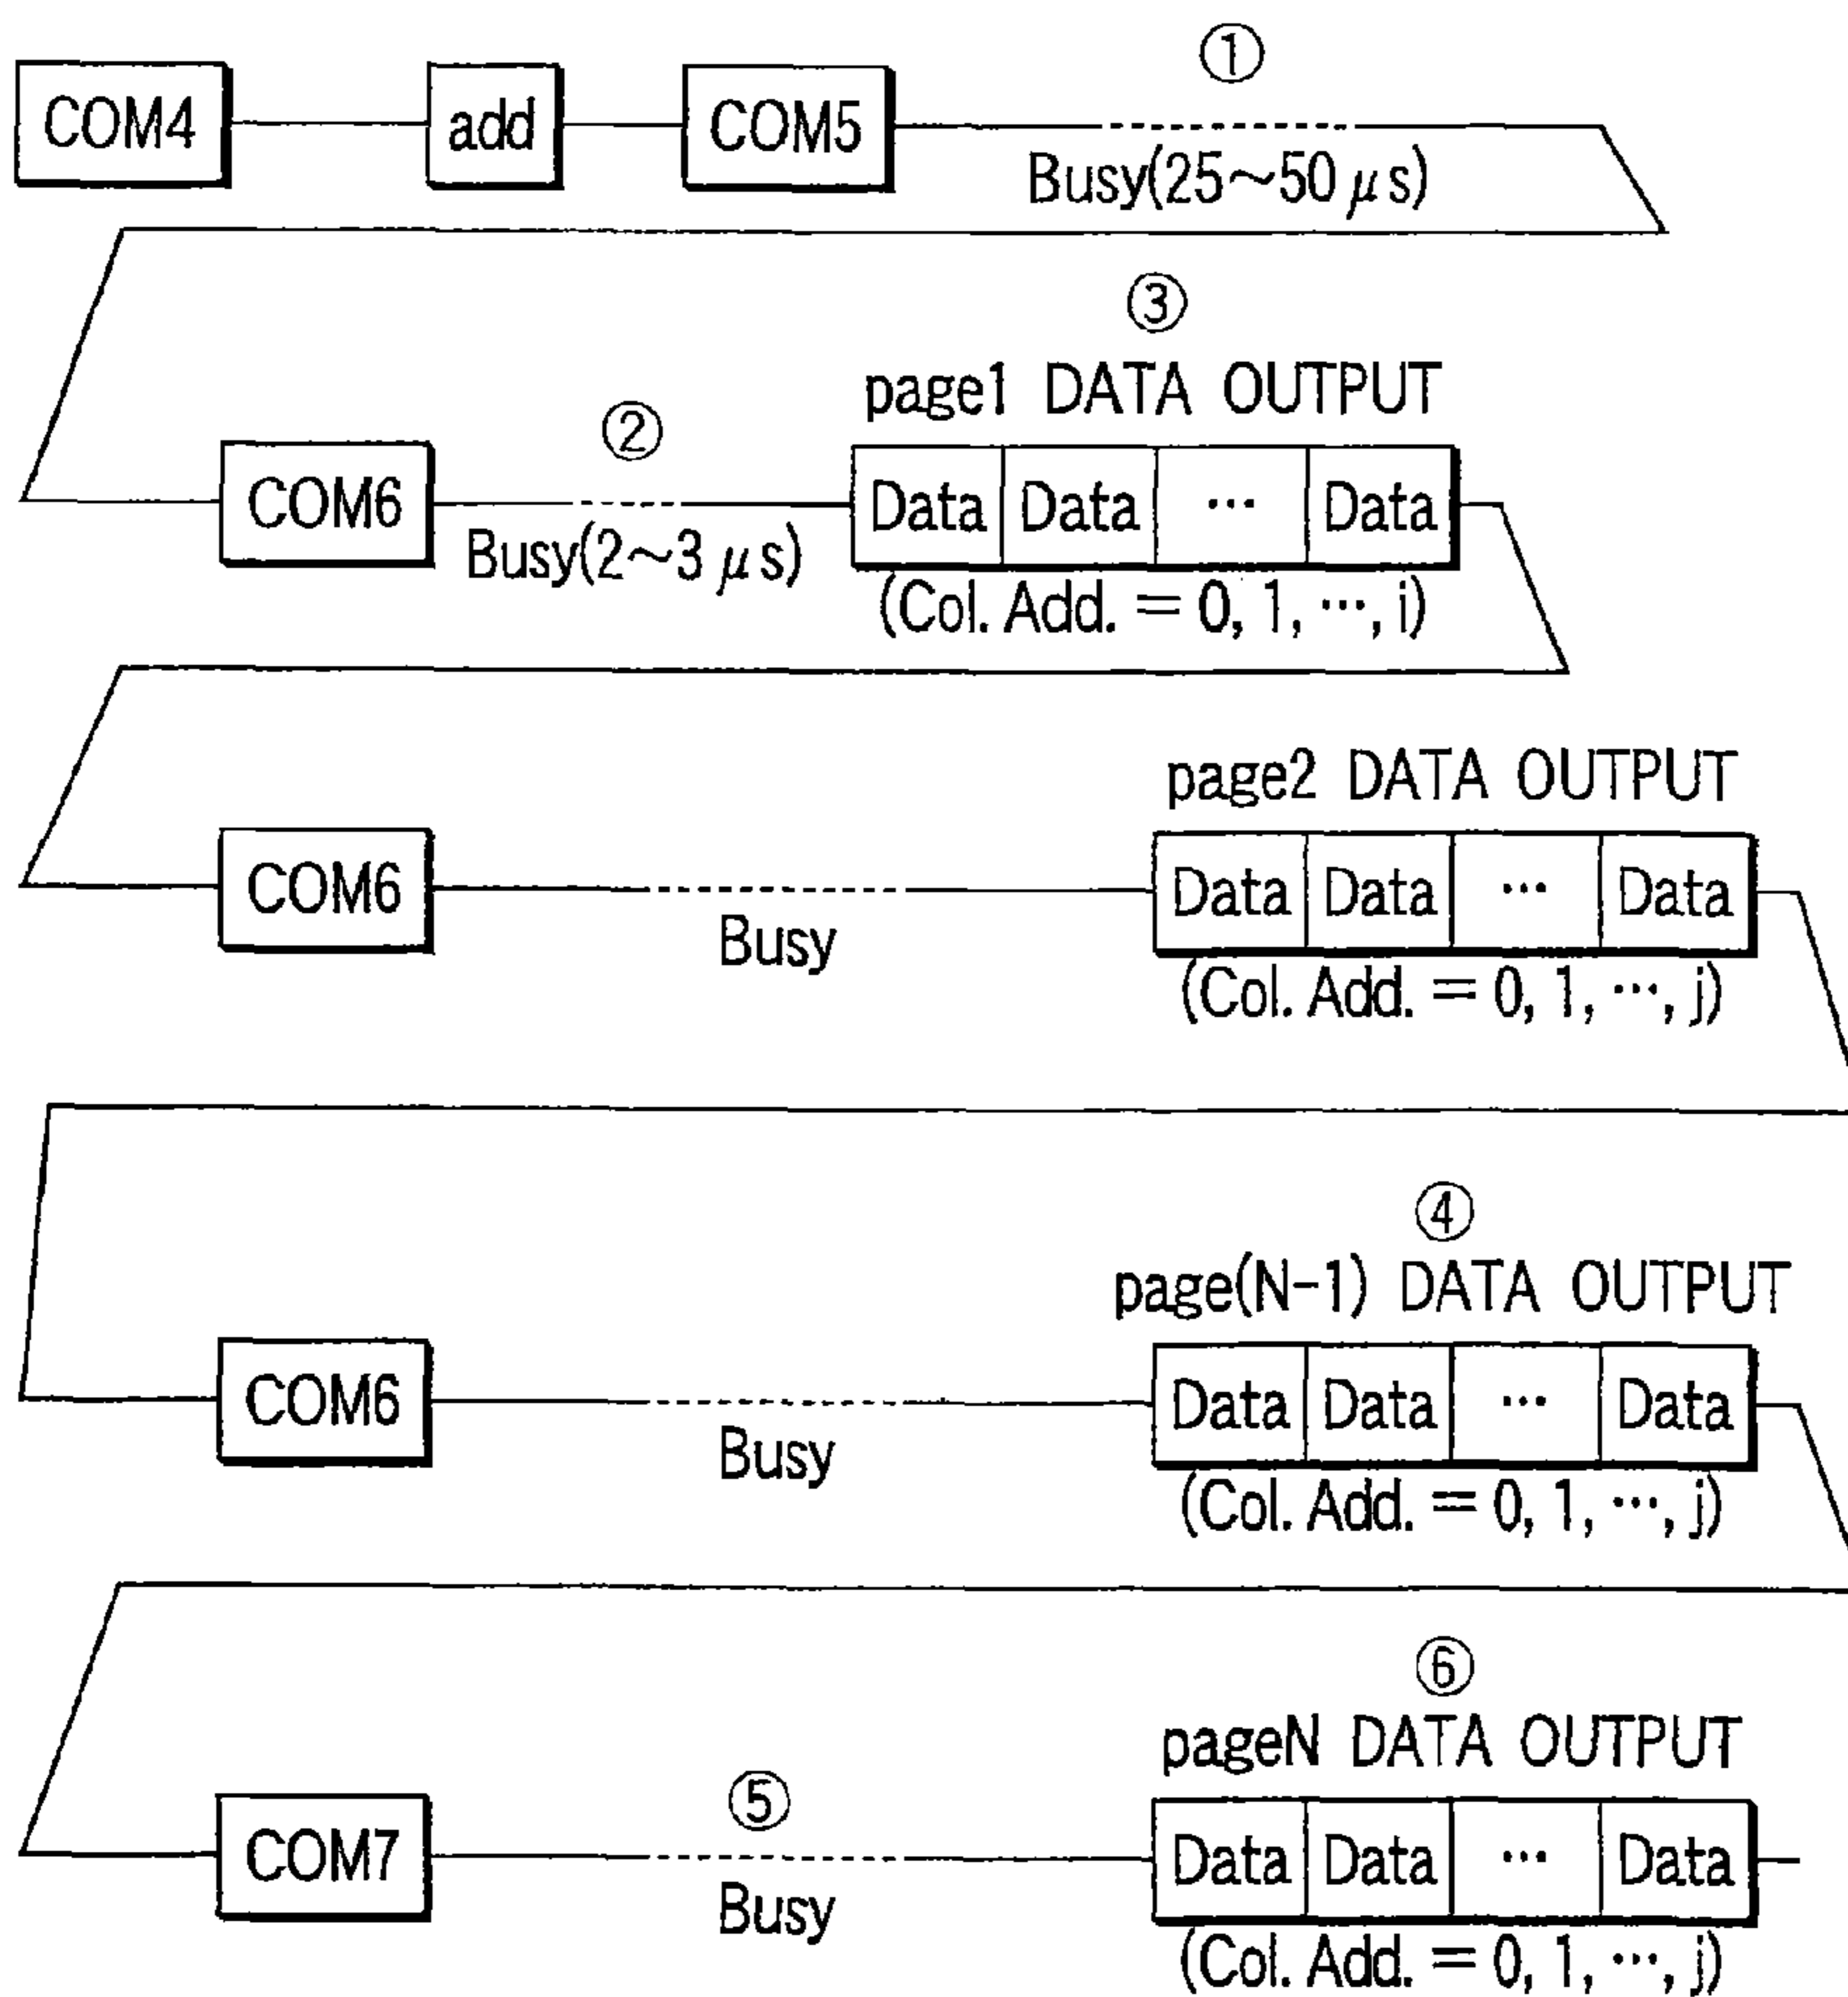 ①
COM4 add COM5
Busy(25~50 μs)
③
page1 DATA OUTPUT
②
COM6 Data Data ··· Data
Busy(2~3 μs)
(Col. Add. = 0, 1, ···, i)
page2 DATA OUTPUT
COM6 Data Data ··· Data
Busy
(Col. Add. = 0, 1, ···, j)
④
page(N-1) DATA OUTPUT
COM6 Data Data ··· Data
Busy
(Col. Add. = 0, 1, ···, j)
⑥
pageN DATA OUTPUT
⑤
COM7 Data Data ··· Data
Busy
(Col. Add. = 0, 1, ···, j)